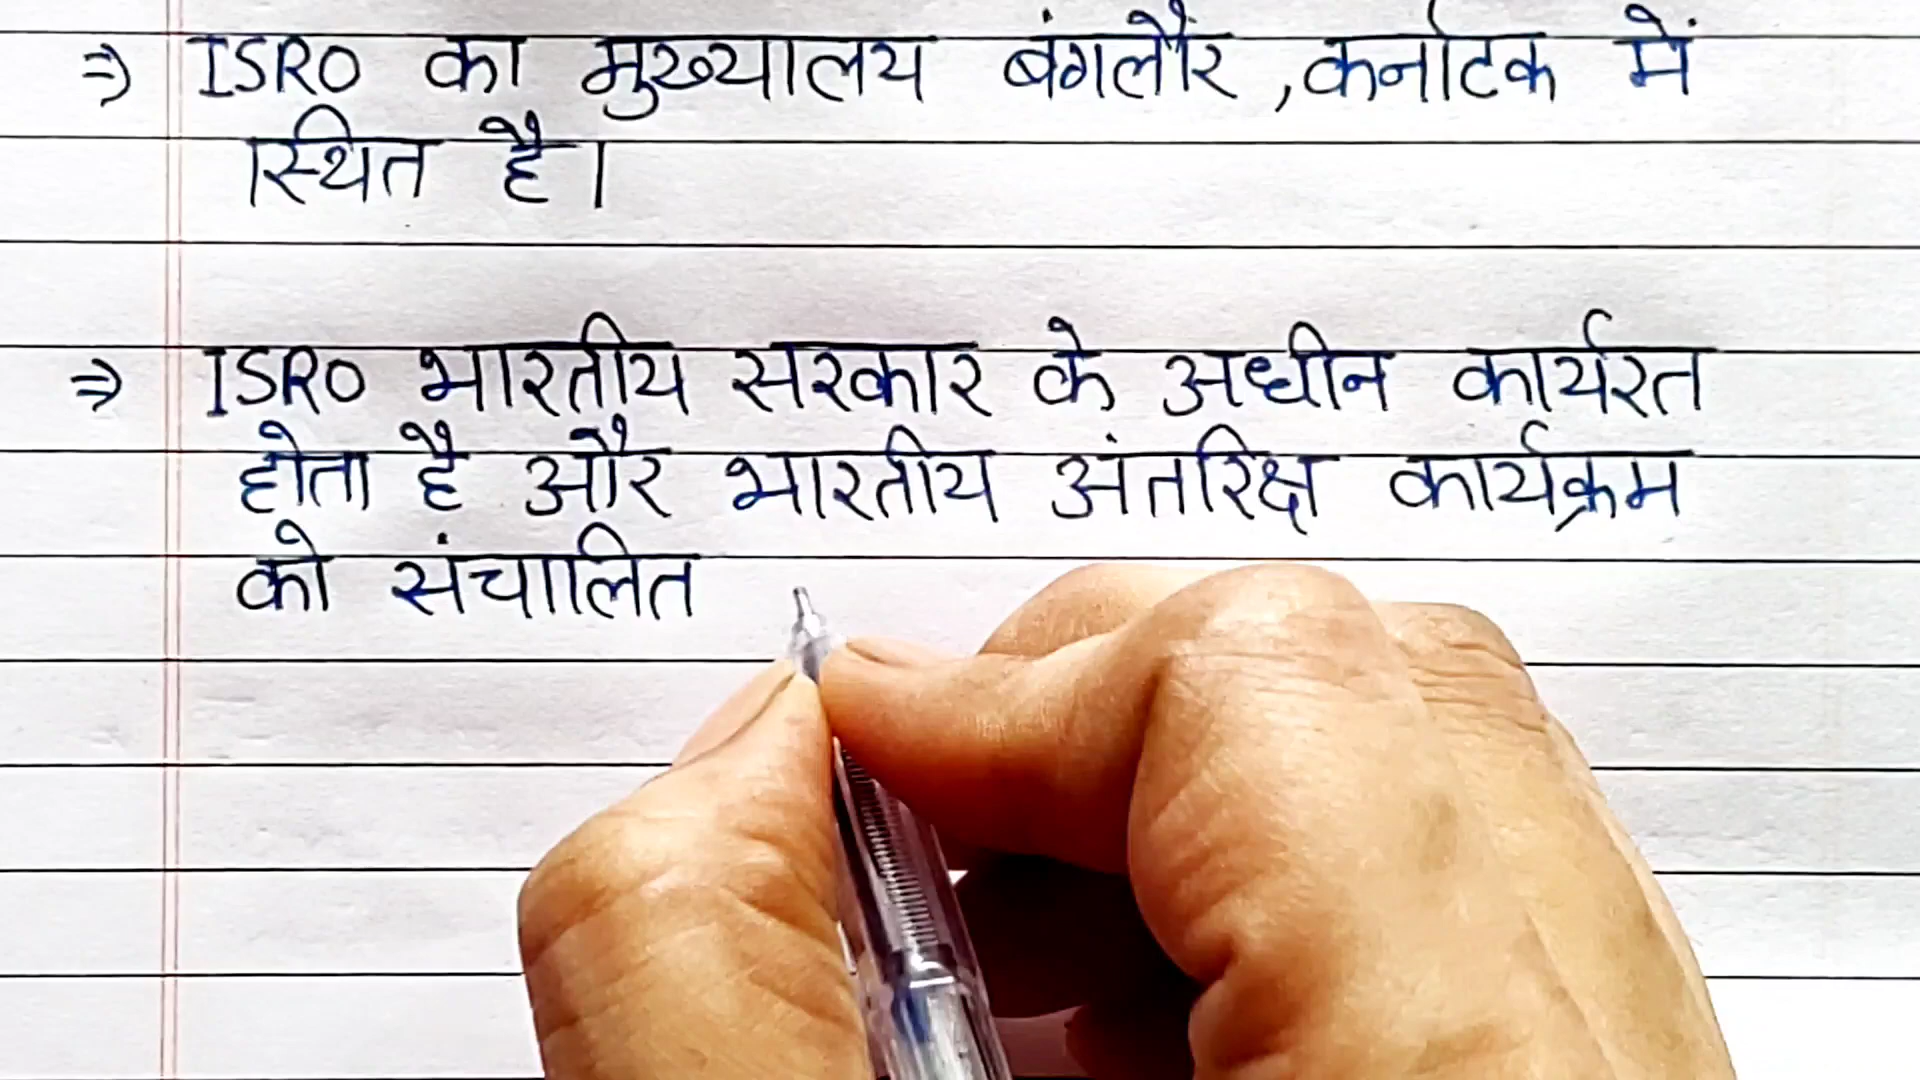 ⇒ ISRO का मुख्यालय बंगलौर, कर्नाटक में
स्थित है।
⇒ ISRO भारतीय सरकार के अधीन कार्यरत
होता है और भारतीय अंतरिक्ष कार्यक्रम
को संचालित